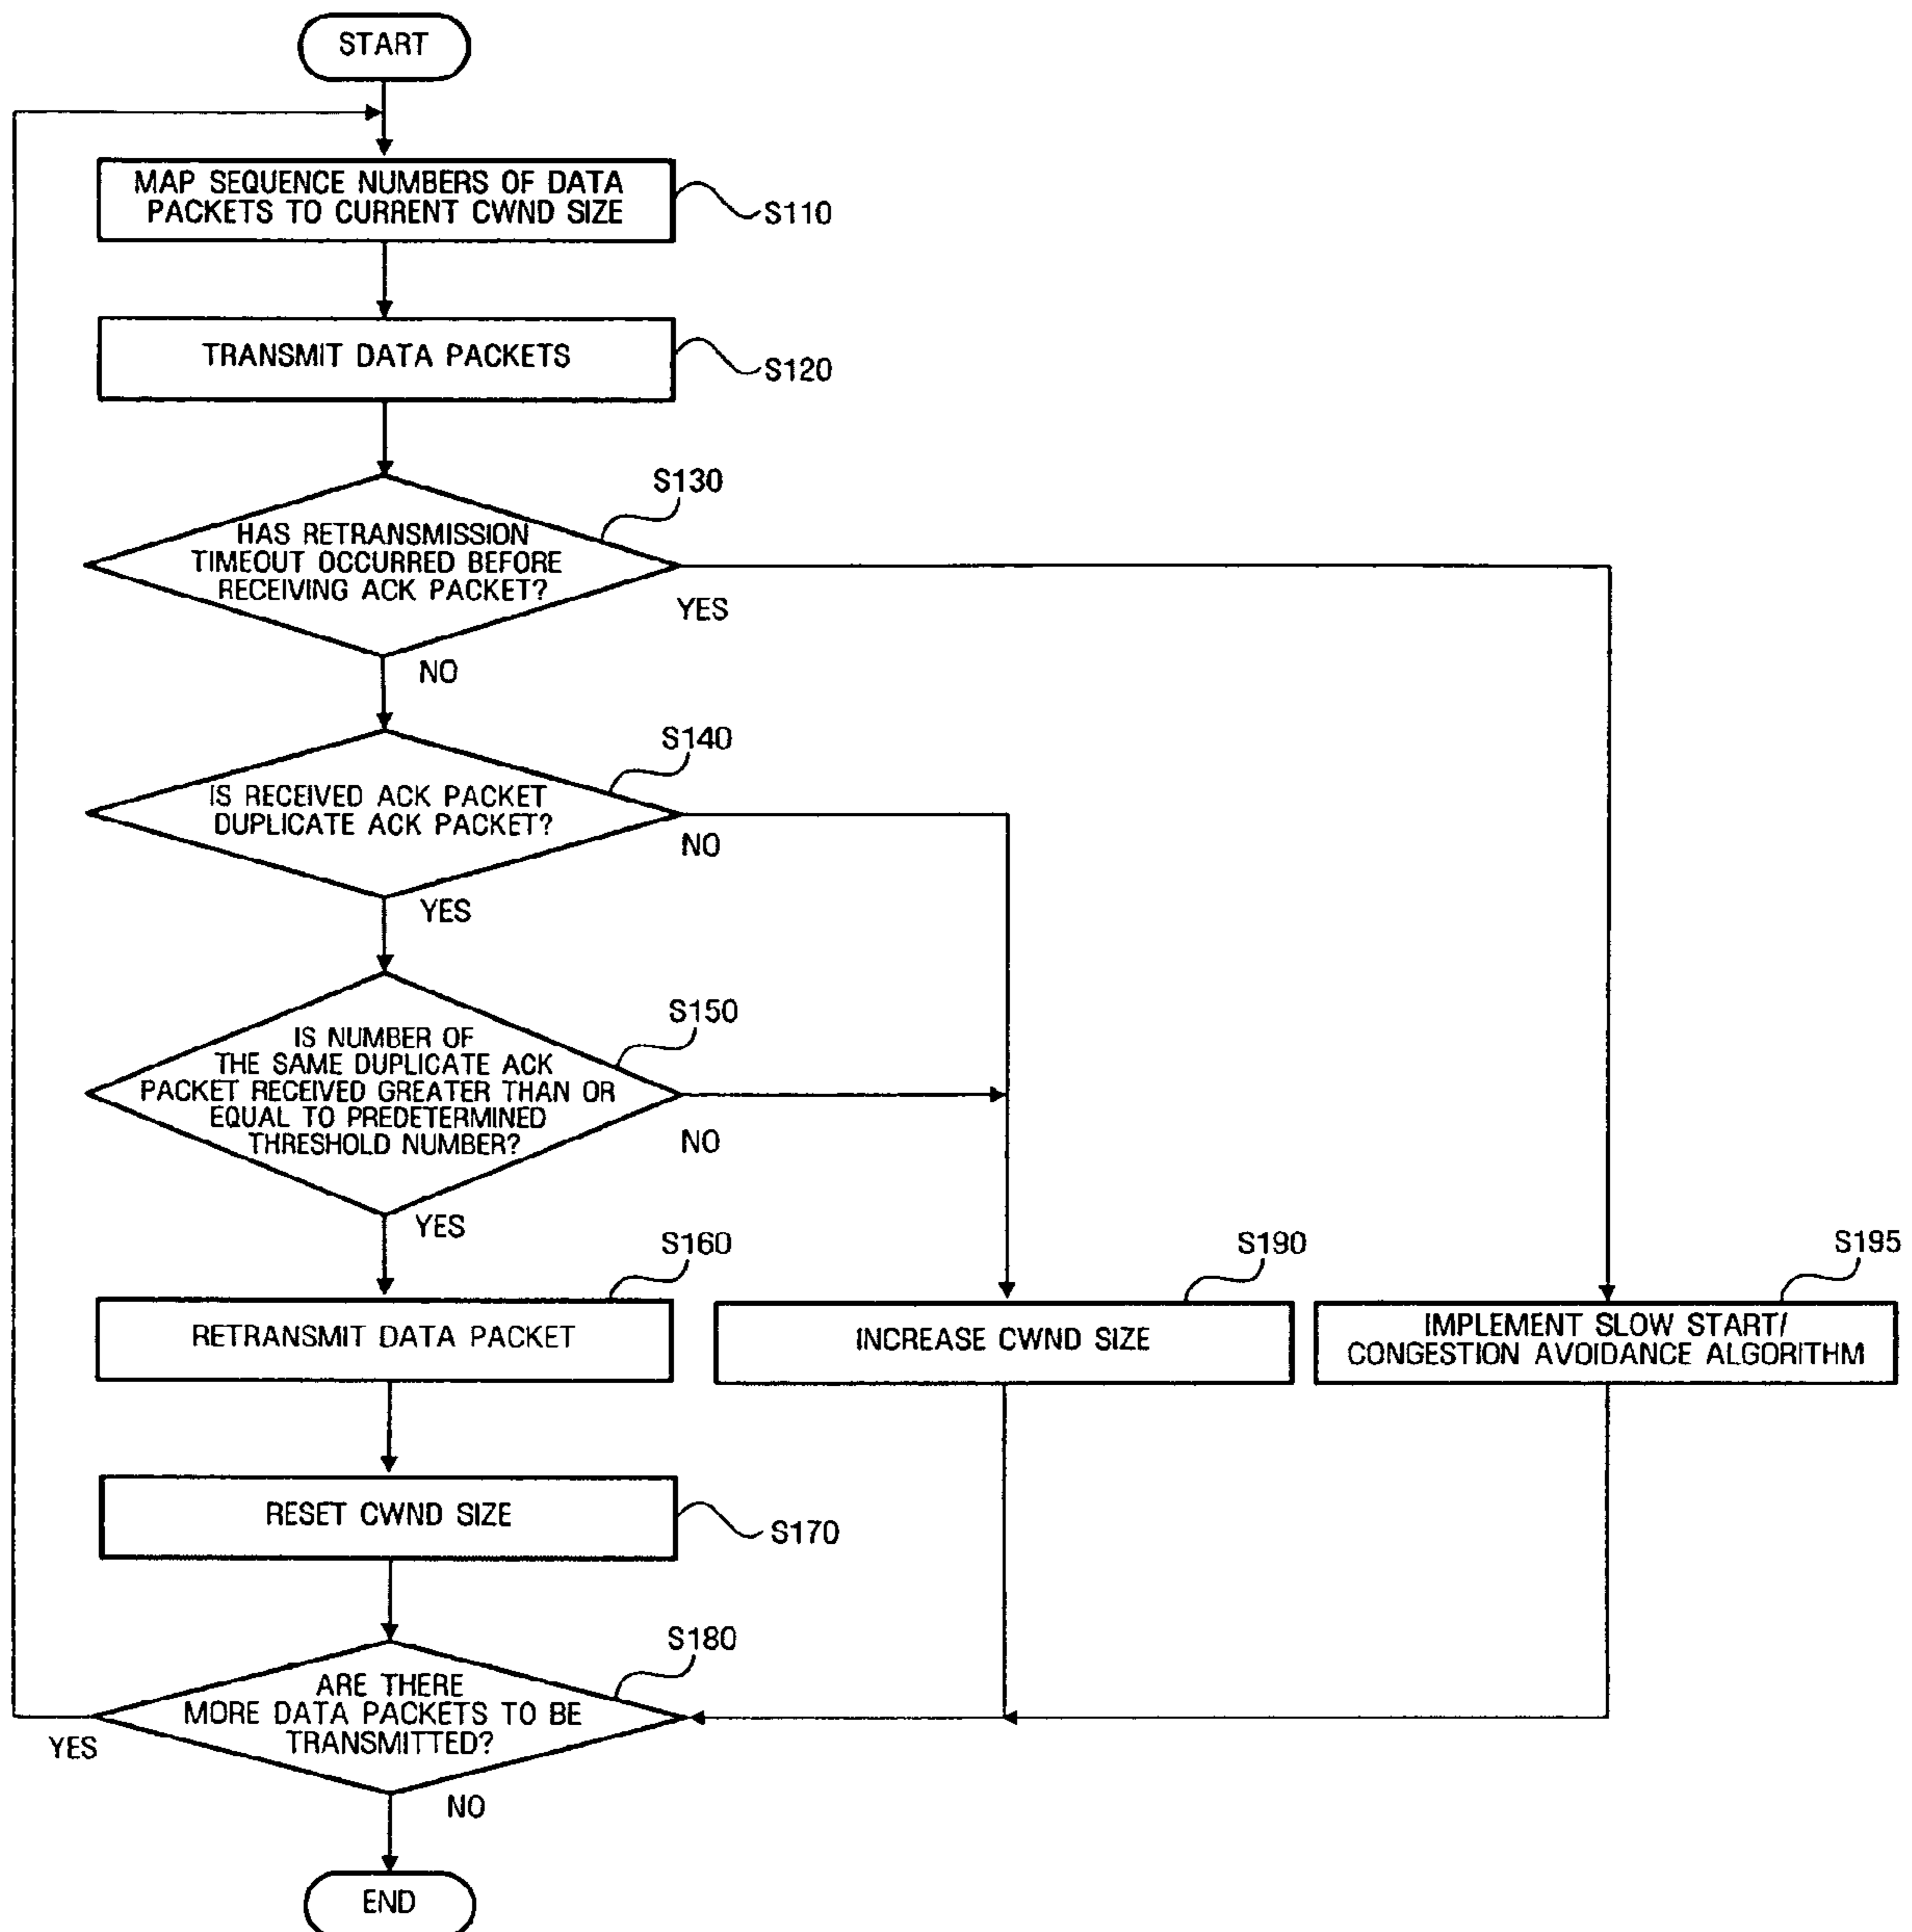 START
MAP SEQUENCE NUMBERS OF DATA
PACKETS TO CURRENT CWND SIZE
S110
TRANSMIT DATA PACKETS
S120
S130
HAS RETRANSMISSION
TIMEOUT OCCURRED BEFORE
RECEIVING ACK PACKET?
YES
NO
S140
IS RECEIVED ACK PACKET
DUPLICATE ACK PACKET?
NO
YES
S150
IS NUMBER OF
THE SAME DUPLICATE ACK
PACKET RECEIVED GREATER THAN OR
EQUAL TO PREDETERMINED
THRESHOLD NUMBER?
NO
YES
S160
RETRANSMIT DATA PACKET
S190
INCREASE CWND SIZE
S195
IMPLEMENT SLOW START/
CONGESTION AVOIDANCE ALGORITHM
RESET CWND SIZE
S170
S180
ARE THERE
MORE DATA PACKETS TO BE
TRANSMITTED?
YES
NO
END